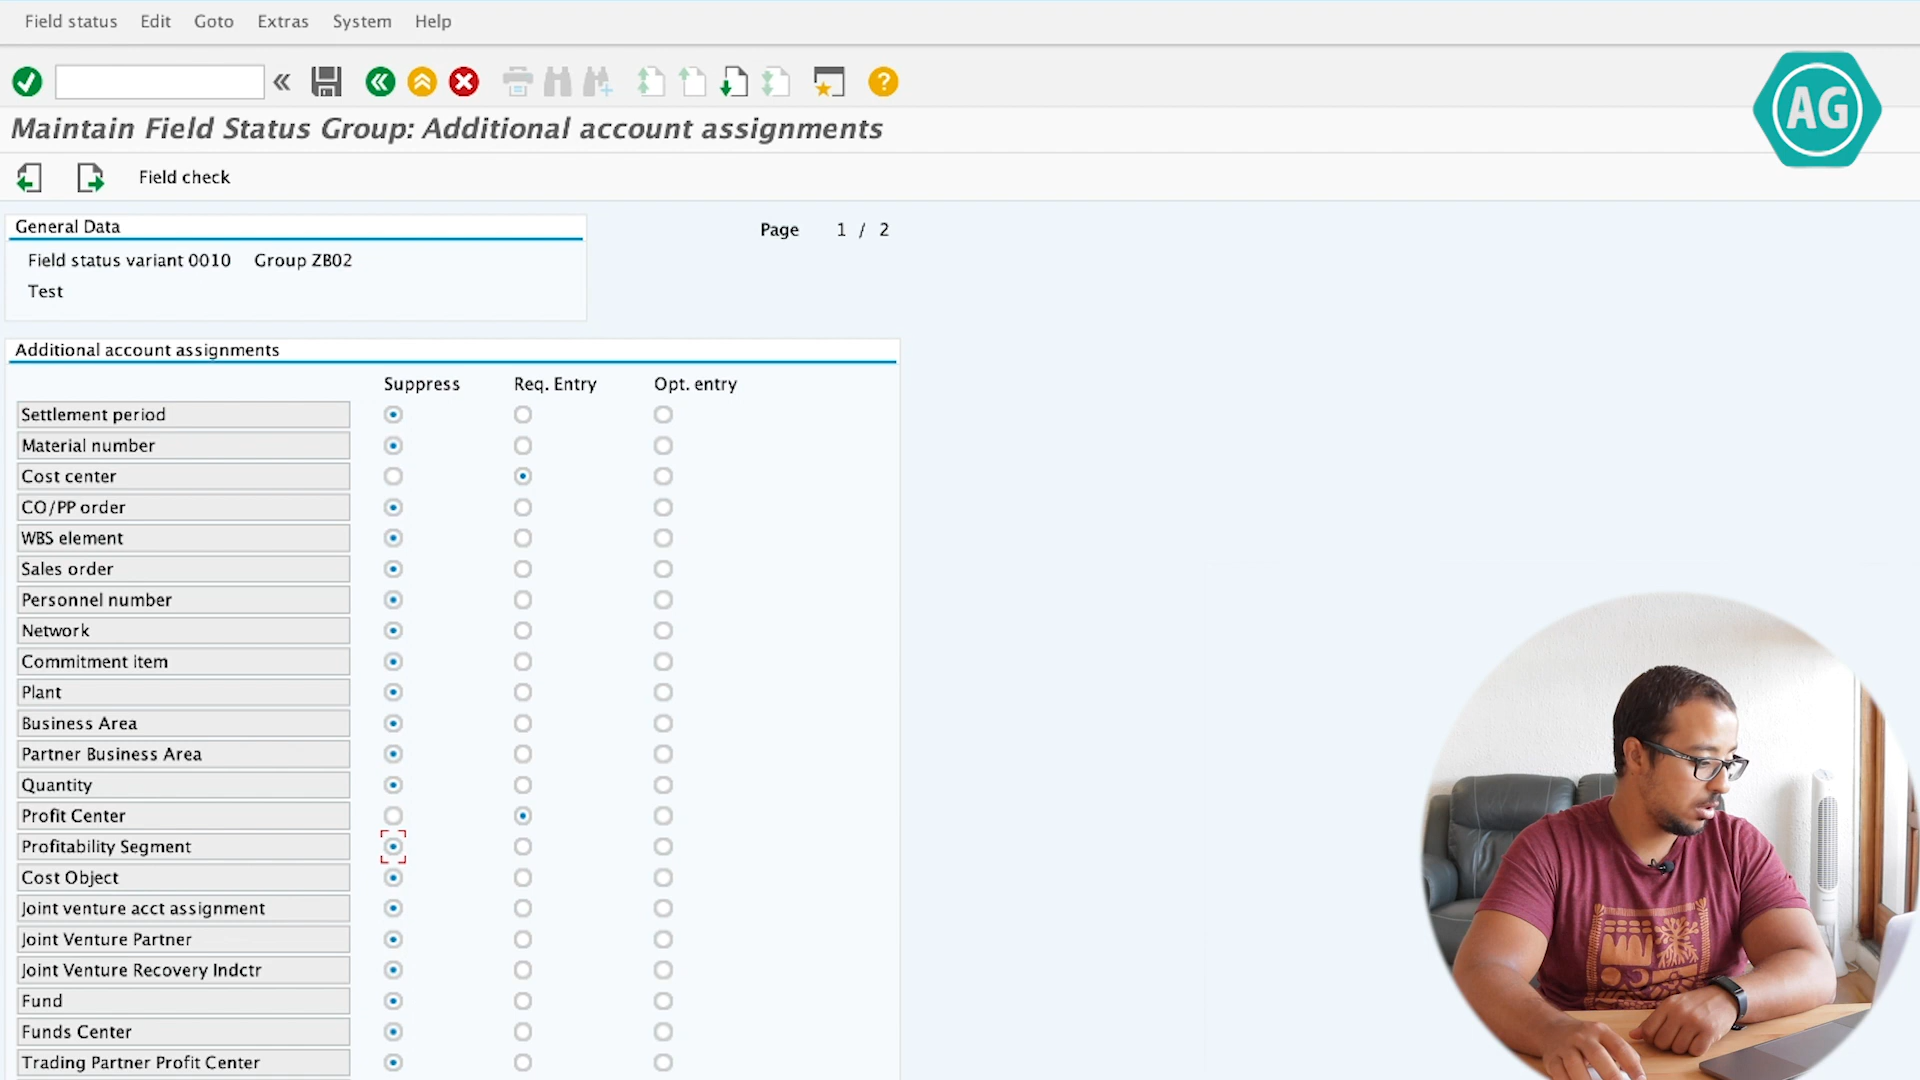 Field status Edit Goto Extras System Help
AG
Maintain Field Status Group: Additional account assignments
Field check
General Data
Page 1 / 2
Field status variant 0010 Group ZB02
Test
Additional account assignments
Suppress Req. Entry Opt. entry
Settlement period
Material number
Cost center
CO/PP order
WBS element
Sales order
Personnel number
Network
Commitment item
Plant
Business Area
Partner Business Area
Quantity
Profit Center
Profitability Segment
Cost Object
Joint venture acct assignment
Joint Venture Partner
Joint Venture Recovery Indctr
Fund
Funds Center
Trading Partner Profit Center